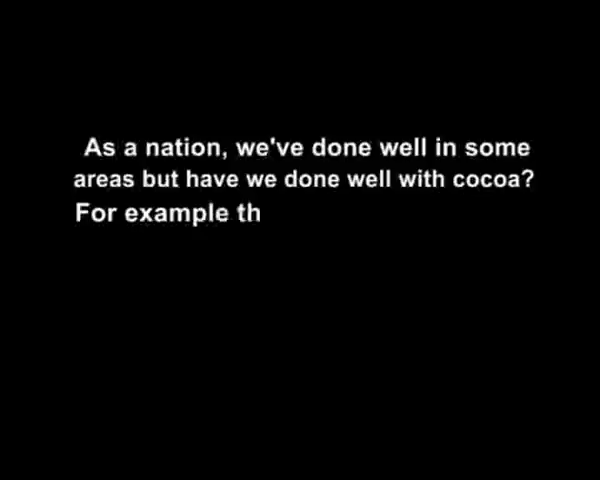 As a nation, we've done well in some
areas but have we done well with cocoa?
For example th